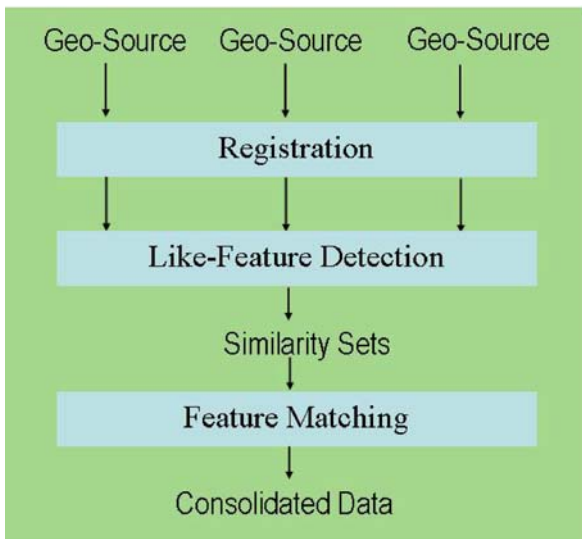 Geo-Source Geo-Source Geo-Source
Registration
Like-Feature Detection
Similarity Sets
Feature Matching
Consolidated Data